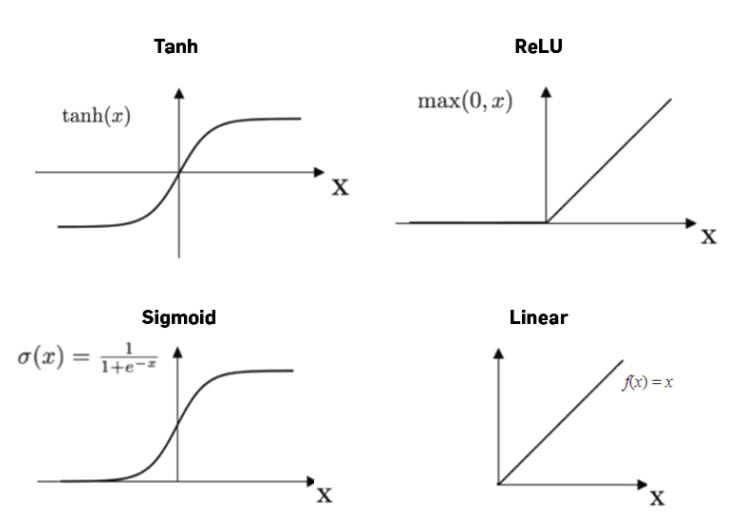 Tanh
tanh(x)
X
ReLU
max(0, x)
X
Sigmoid
σ(x) = 1/1+e^-x
X
Linear
f(x) = x
X